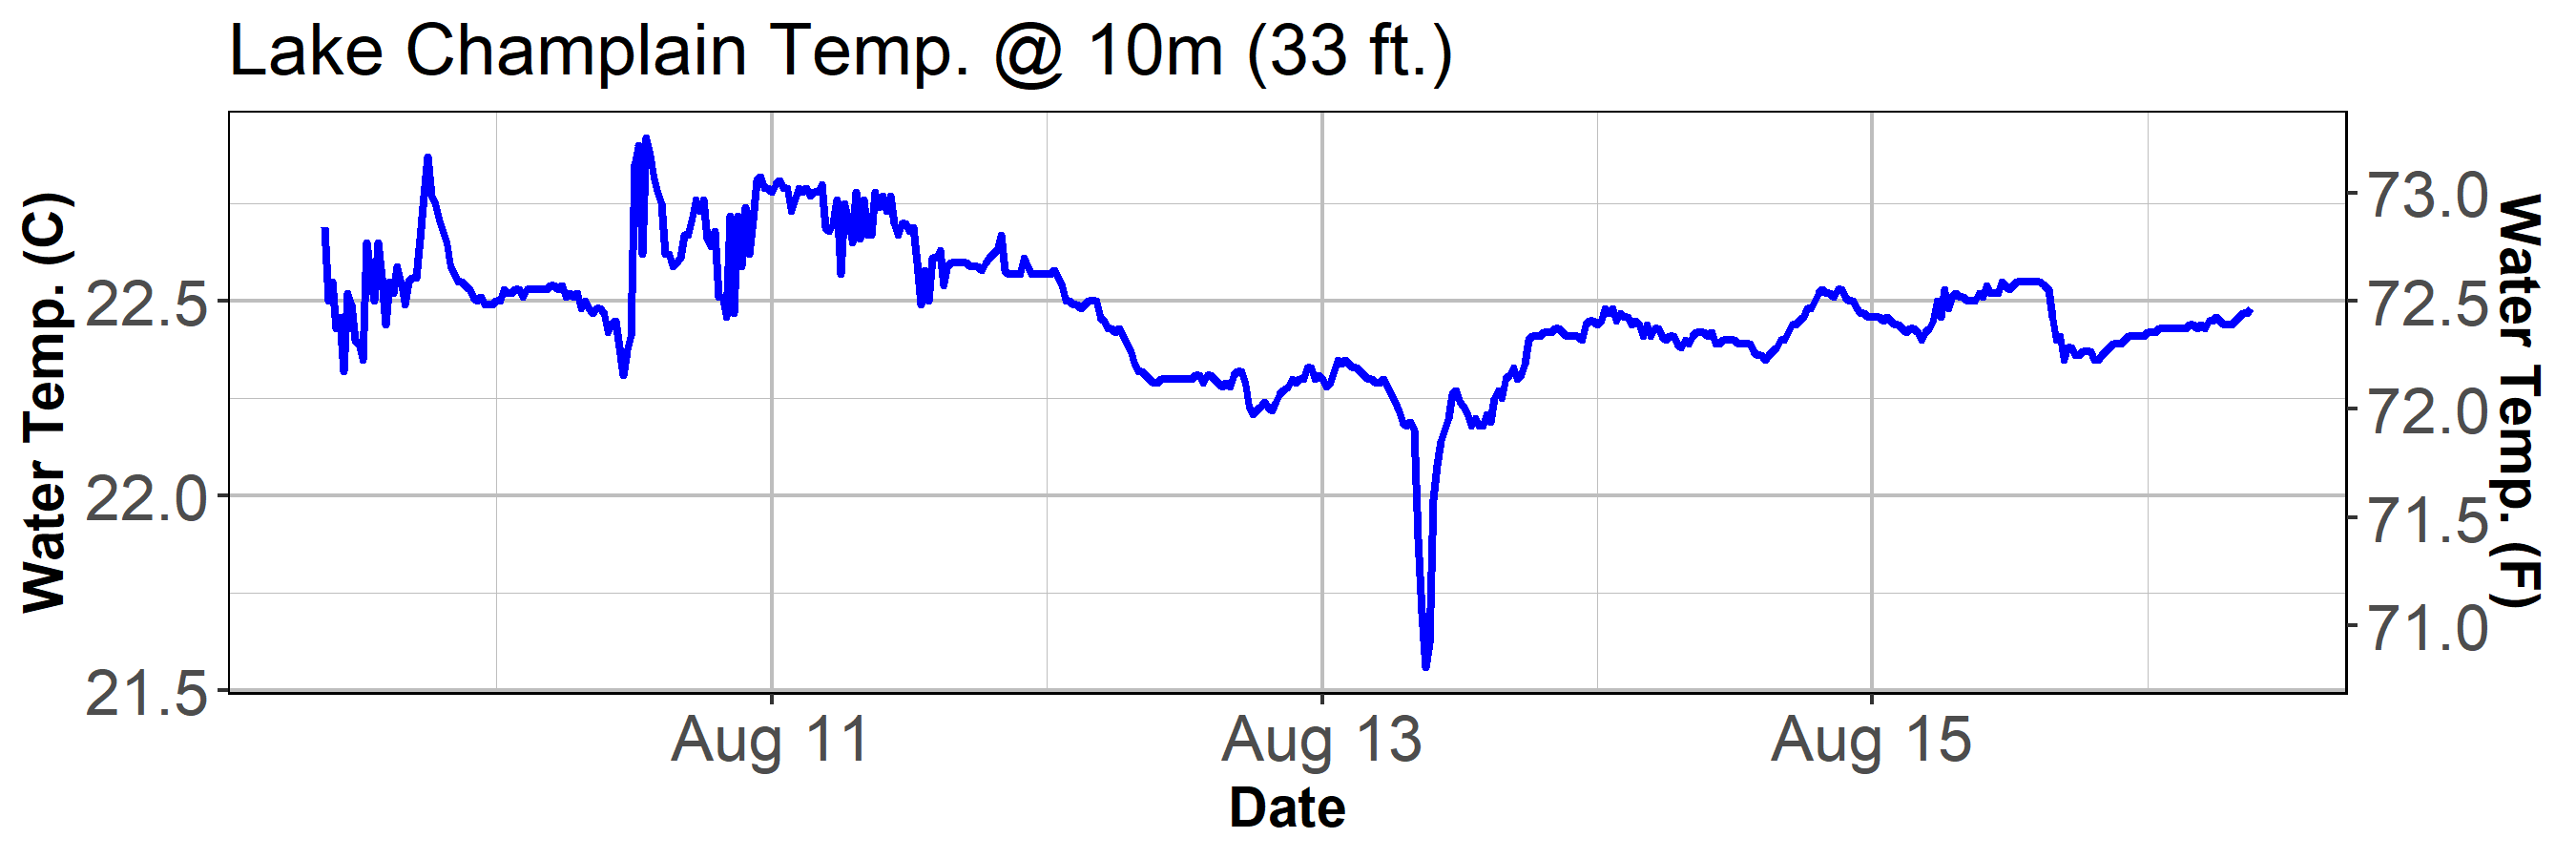 Lake Champlain Temp. @ 10m (33 ft.)
Water Temp. (C)
22.5
22.0
21.5
73.0
72.5
72.0
71.5
71.0
Water Temp. (F)
Aug 11
Aug 13
Aug 15
Date